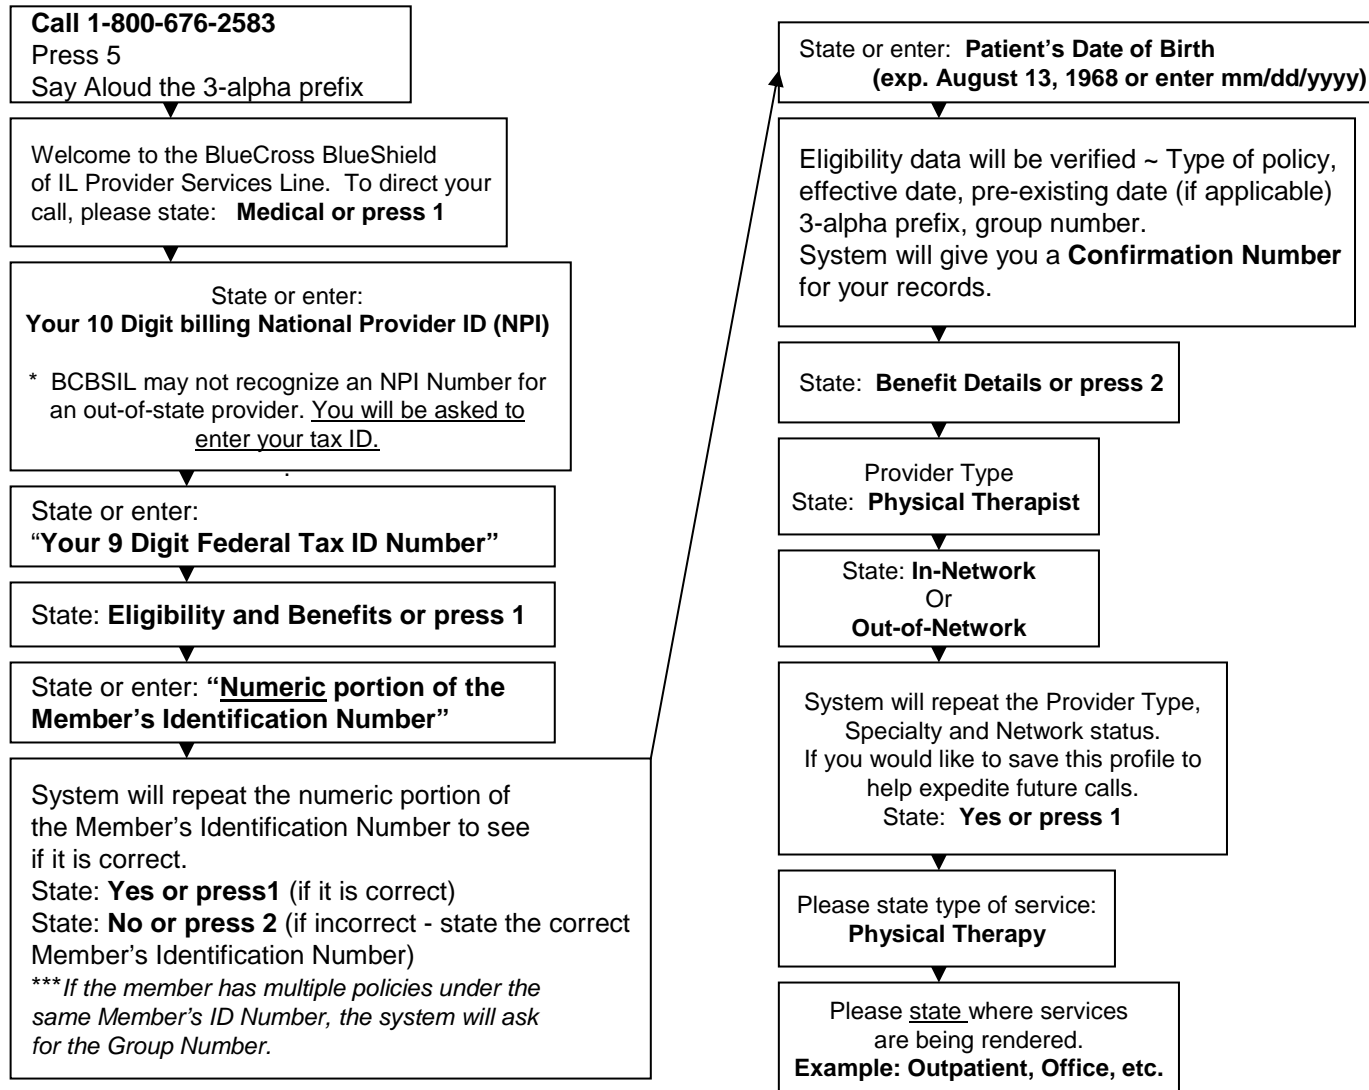 Call 1-800-676-2583
Press 5
Say Aloud the 3-alpha prefix
Welcome to the BlueCross BlueShield
of IL Provider Services Line.  To direct your
call, please state:   Medical or press 1
State or enter:
Your 10 Digit billing National Provider ID (NPI)
*  BCBSIL may not recognize an NPI Number for
an out-of-state provider. You will be asked to
enter your tax ID.
.
State or enter:
“Your 9 Digit Federal Tax ID Number”
State: Eligibility and Benefits or press 1
State or enter: “Numeric portion of the
Member’s Identification Number”
System will repeat the numeric portion of
the Member’s Identification Number to see
if it is correct.
State: Yes or press1 (if it is correct)
State: No or press 2 (if incorrect - state the correct
Member’s Identification Number)
***If the member has multiple policies under the
same Member’s ID Number, the system will ask
for the Group Number.
State or enter:  Patient’s Date of Birth
(exp. August 13, 1968 or enter mm/dd/yyyy)
Eligibility data will be verified ~ Type of policy,
effective date, pre-existing date (if applicable)
3-alpha prefix, group number.
System will give you a Confirmation Number
for your records.
State:  Benefit Details or press 2
Provider Type
State:  Physical Therapist
State: In-Network
Or
Out-of-Network
System will repeat the Provider Type,
Specialty and Network status.
If you would like to save this profile to
help expedite future calls.
State:  Yes or press 1
Please state type of service:
Physical Therapy
Please state where services
are being rendered.
Example: Outpatient, Office, etc.